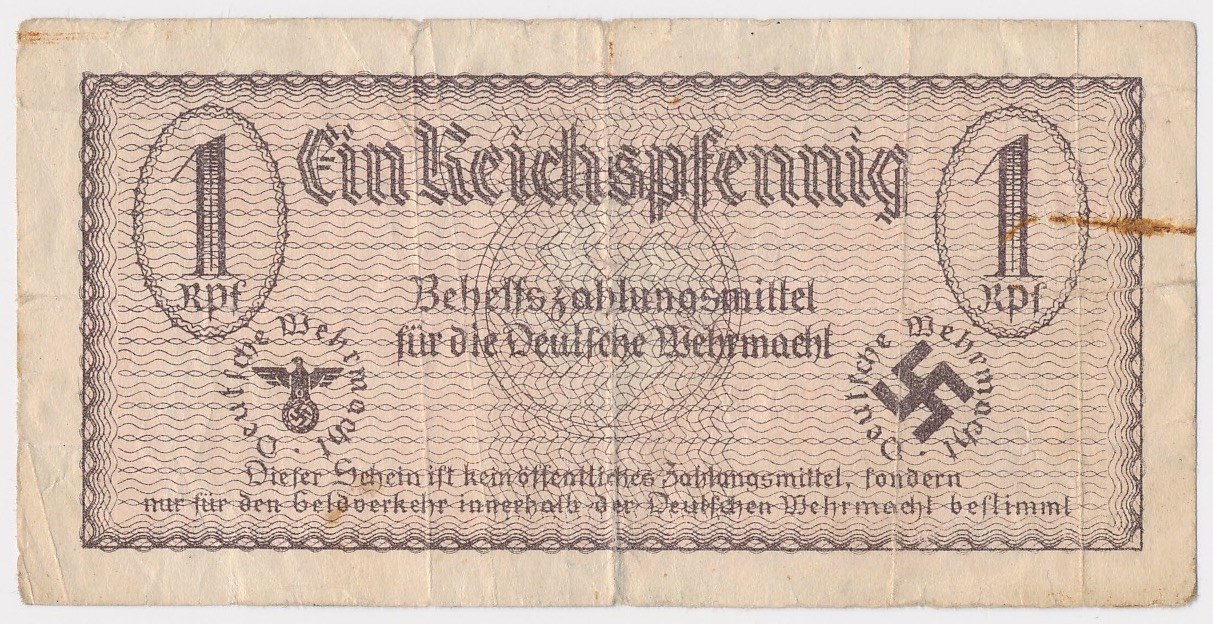 Ein Reichspfennig
1
RPf
1
RPf
Behelfszahlungsmittel
für die Deutsche Wehrmacht
Deutsche Wehrmacht
Deutsche Wehrmacht
Dieser Schein ist kein öffentliches Zahlungsmittel, sondern
nur für den Geldverkehr innerhalb der Deutschen Wehrmacht bestimmt